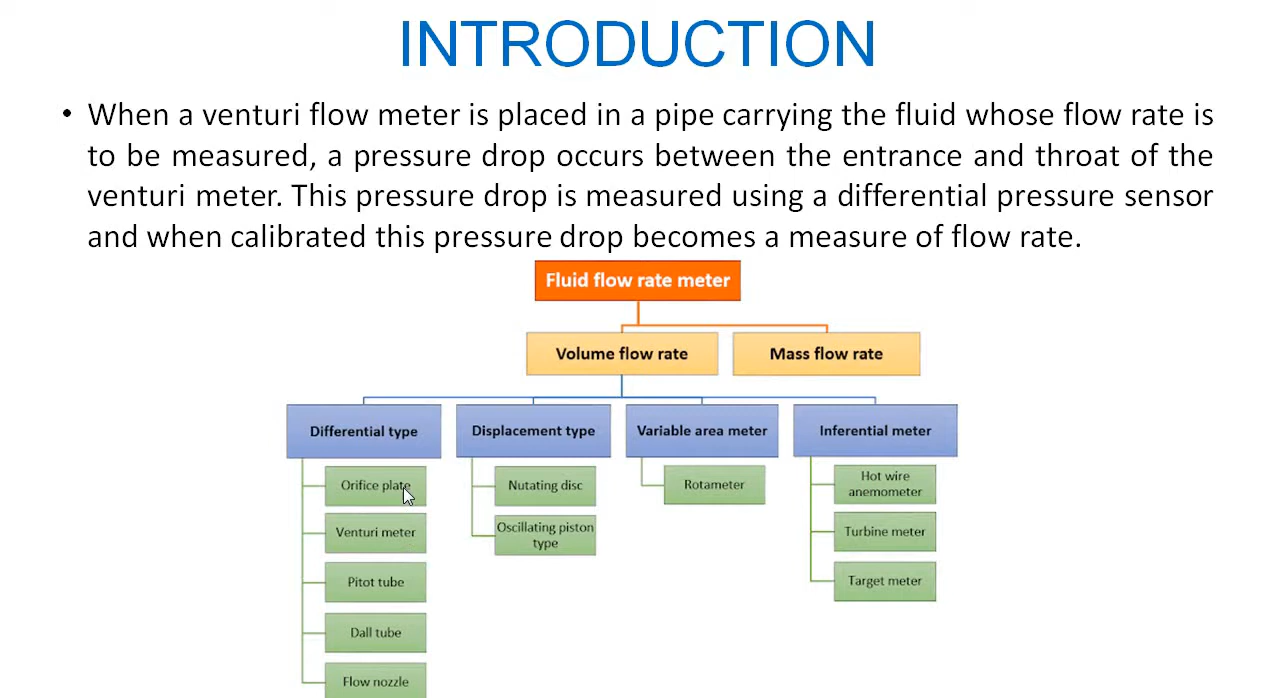 INTRODUCTION
• When a venturi flow meter is placed in a pipe carrying the fluid whose flow rate is
to be measured, a pressure drop occurs between the entrance and throat of the
venturi meter. This pressure drop is measured using a differential pressure sensor
and when calibrated this pressure drop becomes a measure of flow rate.
Fluid flow rate meter
Volume flow rate
Mass flow rate
Differential type
Displacement type
Variable area meter
Inferential meter
Orifice plate
Venturi meter
Pitot tube
Dall tube
Flow nozzle
Nutating disc
Oscillating piston
type
Rotameter
Hot wire
anemometer
Turbine meter
Target meter